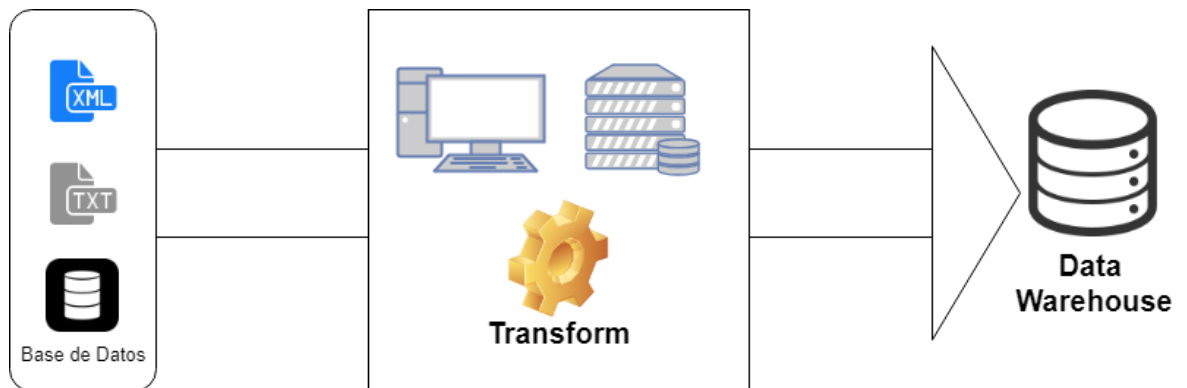 XML
TXT
Base de Datos
Transform
Data
Warehouse